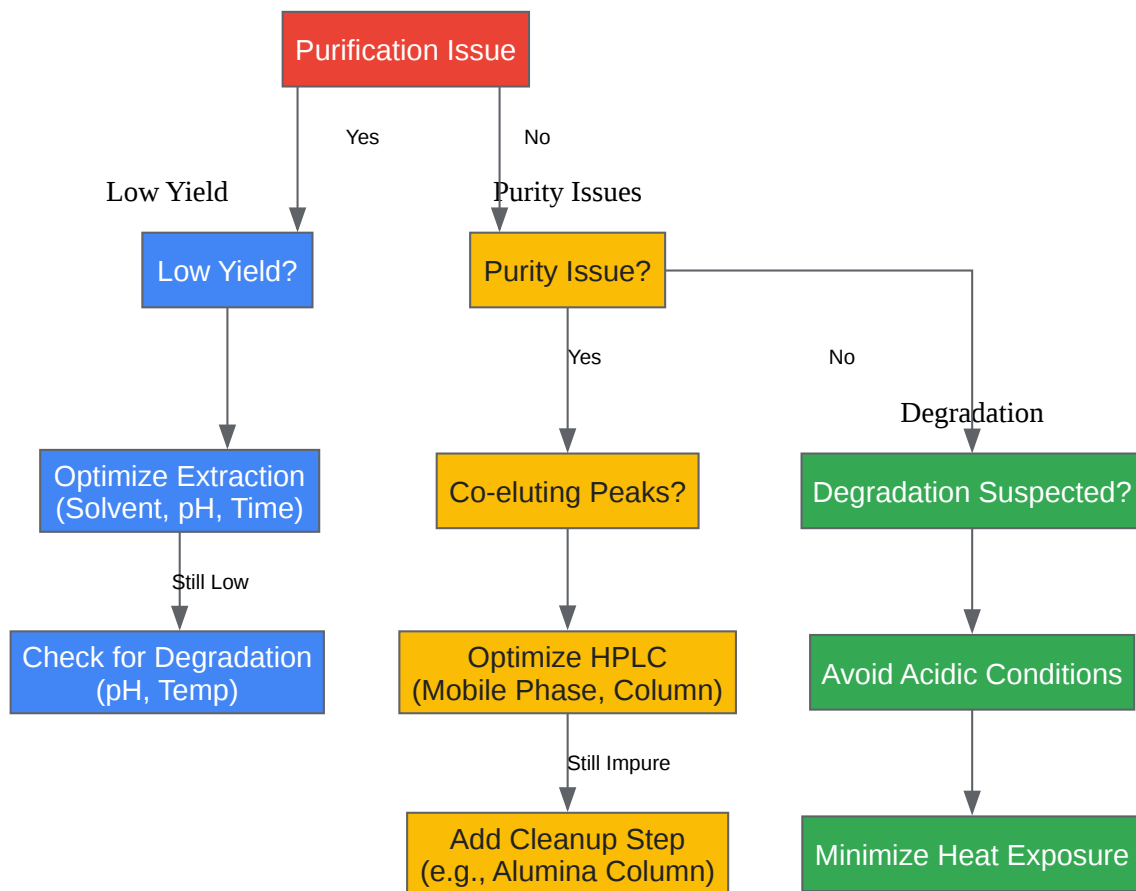 Purification Issue
Yes
No
Low Yield
Purity Issues
Low Yield?
Purity Issue?
Yes
No
Degradation
Optimize Extraction
(Solvent, pH, Time)
Co-eluting Peaks?
Degradation Suspected?
Still Low
Check for Degradation
(pH, Temp)
Optimize HPLC
(Mobile Phase, Column)
Avoid Acidic Conditions
Still Impure
Add Cleanup Step
(e.g., Alumina Column)
Minimize Heat Exposure